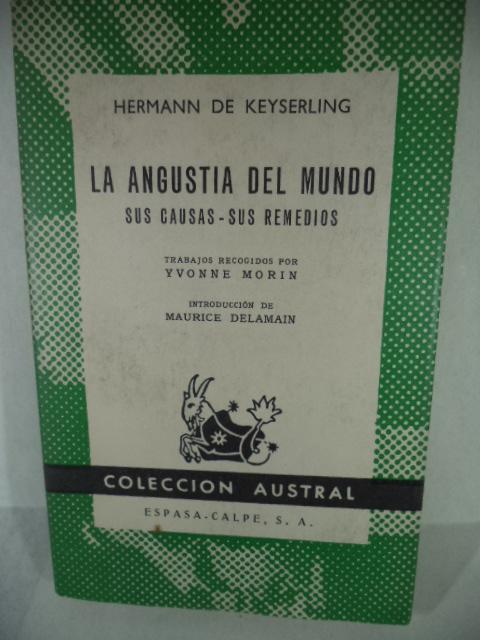 HERMANN DE KEYSERLING
LA ANGUSTIA DEL MUNDO
SUS CAUSAS - SUS REMEDIOS
TRABAJOS RECOGIDOS POR
YVONNE MORIN
INTRODUCCIÓN DE
MAURICE DELAMAIN
COLECCION AUSTRAL
ESPASA-CALPE, S. A.